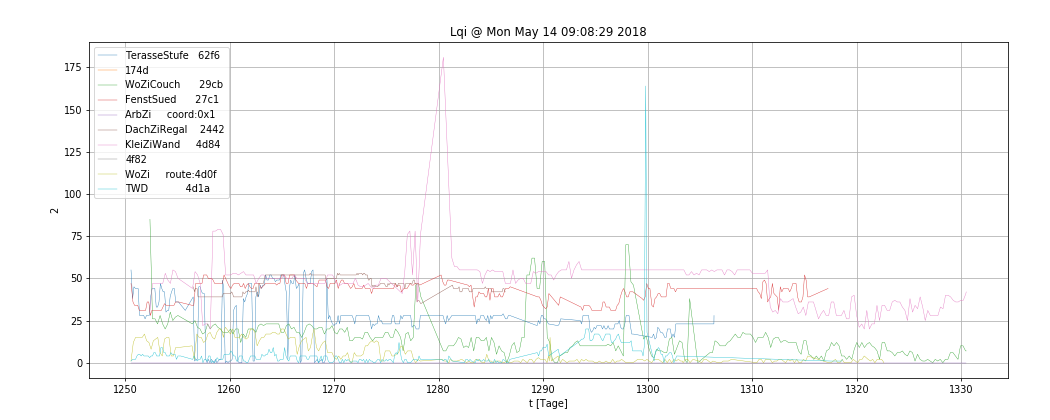 Lqi @ Mon May 14 09:08:29 2018
TerasseStufe 62f6
174d
WoZiCouch 29cb
FenstSued 27c1
ArbZi coord:0x1
DachZiRegal 2442
KleiZiWand 4d84
4f82
WoZi route:4d0f
TWD 4d1a
175
150
125
100
75
50
25
0
2
1250 1260 1270 1280 1290 1300 1310 1320 1330
t [Tage]